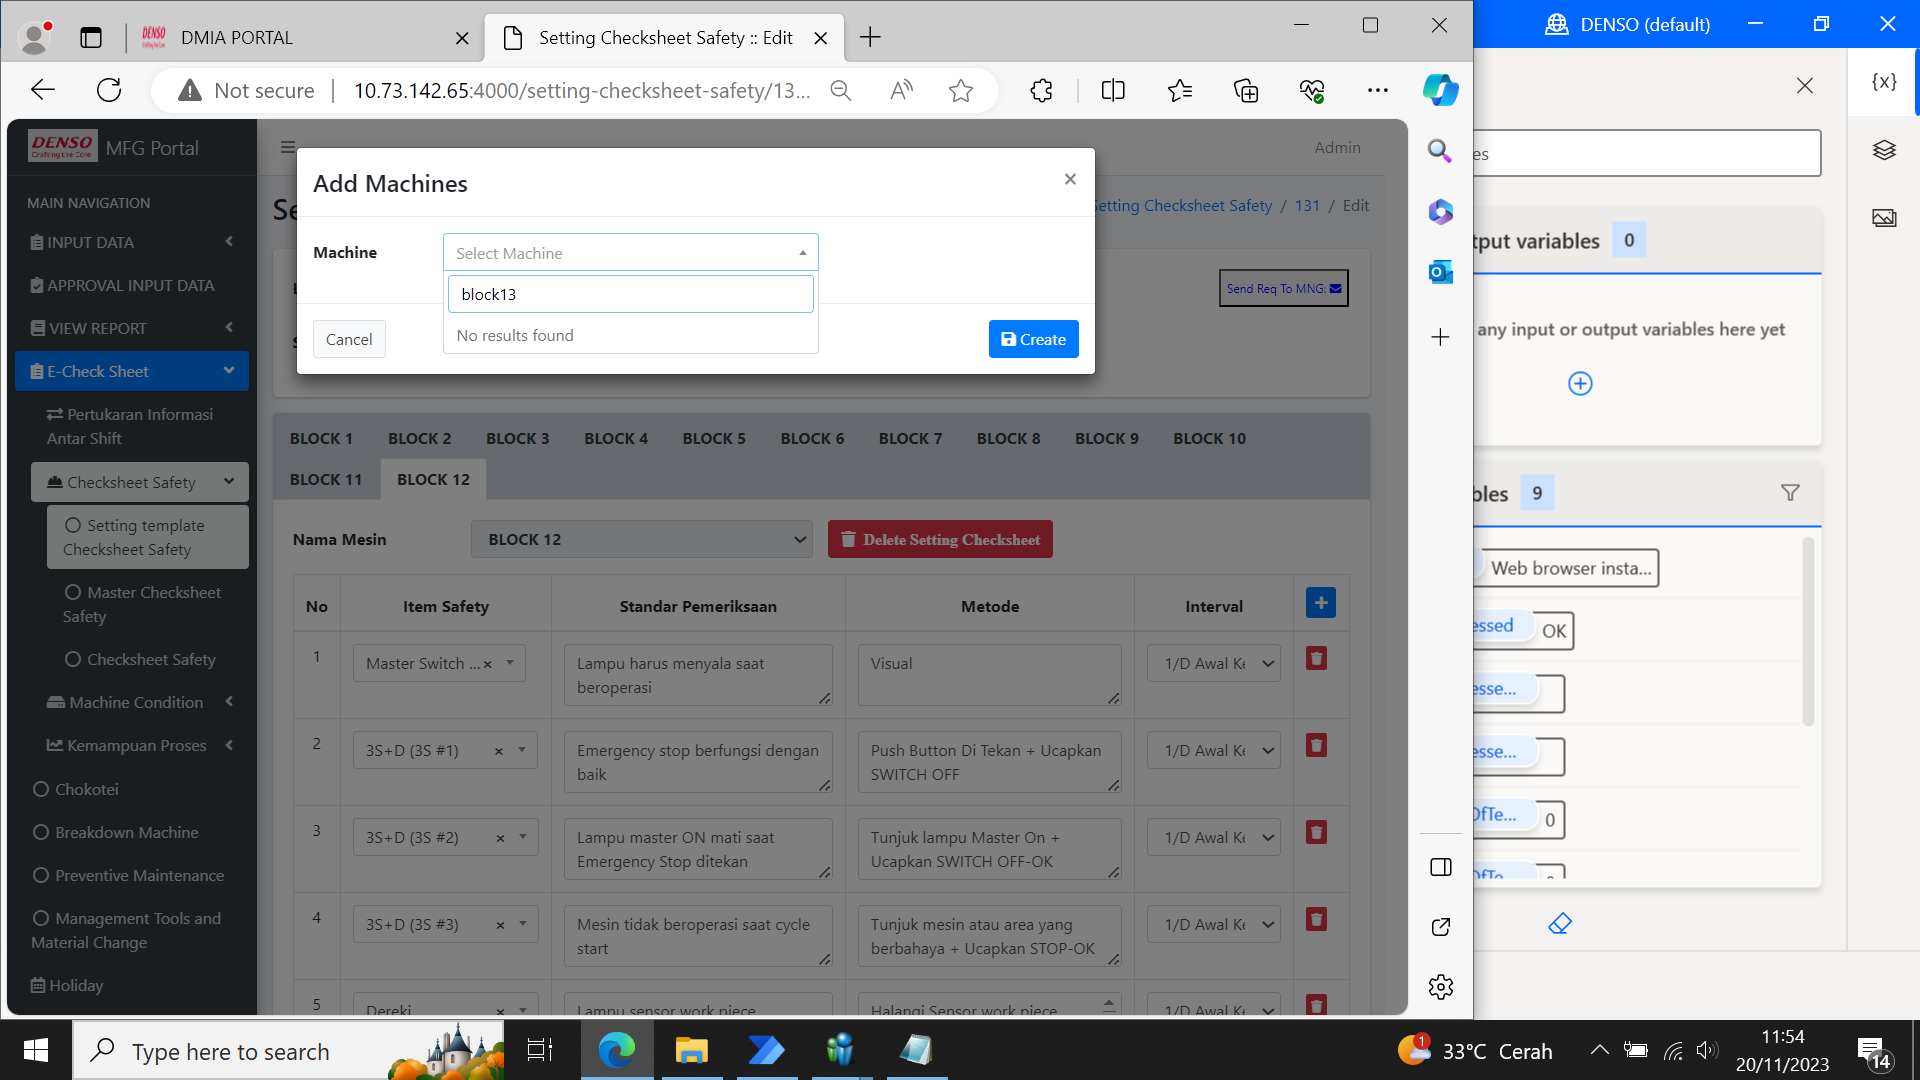 DMIA PORTAL
Setting Checksheet Safety :: Edit
DENSO (default)
Not secure
10.73.142.65:4000/setting-checksheet-safety/13...
DENSO
Crafting the Core
MFG Portal
MAIN NAVIGATION
INPUT DATA
APPROVAL INPUT DATA
VIEW REPORT
E-Check Sheet
Pertukaran Informasi
Antar Shift
Checksheet Safety
Setting template
Checksheet Safety
Master Checksheet
Safety
Checksheet Safety
Machine Condition
Kemampuan Proses
Chokotei
Breakdown Machine
Preventive Maintenance
Management Tools and
Material Change
Holiday
Admin
Setting Checksheet Safety / 131 / Edit
Add Machines
×
Machine
Select Machine
block13
No results found
Cancel
Create
Send Req To MNG:
BLOCK 1
BLOCK 2
BLOCK 3
BLOCK 4
BLOCK 5
BLOCK 6
BLOCK 7
BLOCK 8
BLOCK 9
BLOCK 10
BLOCK 11
BLOCK 12
Nama Mesin
BLOCK 12
Delete Setting Checksheet
No Item Safety Standar Pemeriksaan Metode Interval +
1
Master Switch ...× 
Lampu harus menyala saat
beroperasi
Visual
1/D Awal Ke
2
3S+D (3S #1) ×
Emergency stop berfungsi dengan
baik
Push Button Di Tekan + Ucapkan
SWITCH OFF
1/D Awal Ke
3
3S+D (3S #2) ×
Lampu master ON mati saat
Emergency Stop ditekan
Tunjuk lampu Master On +
Ucapkan SWITCH OFF-OK
1/D Awal Ke
4
3S+D (3S #3) ×
Mesin tidak beroperasi saat cycle
start
Tunjuk mesin atau area yang
berbahaya + Ucapkan STOP-OK
1/D Awal Ke
5
Dereki ×
Lampu sensor work piece
Halangi Sensor work piece
1/D Awal Ke
{x}
tput variables 0
any input or output variables here yet
bles 9
Web browser insta...
essed OK
esse...
esse...
OfTe... 0
OfTe...
Type here to search
1
33°C Cerah
11:54
20/11/2023
14